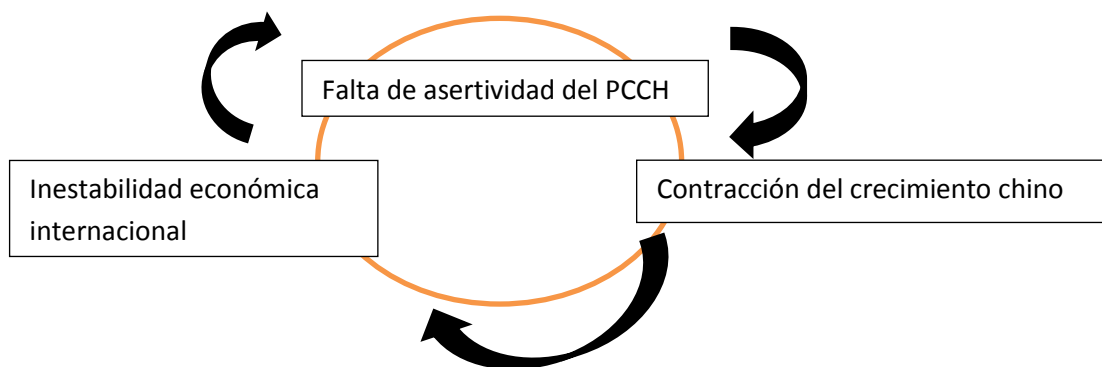 Falta de asertividad del PCCH
Inestabilidad económica
internacional
Contracción del crecimiento chino